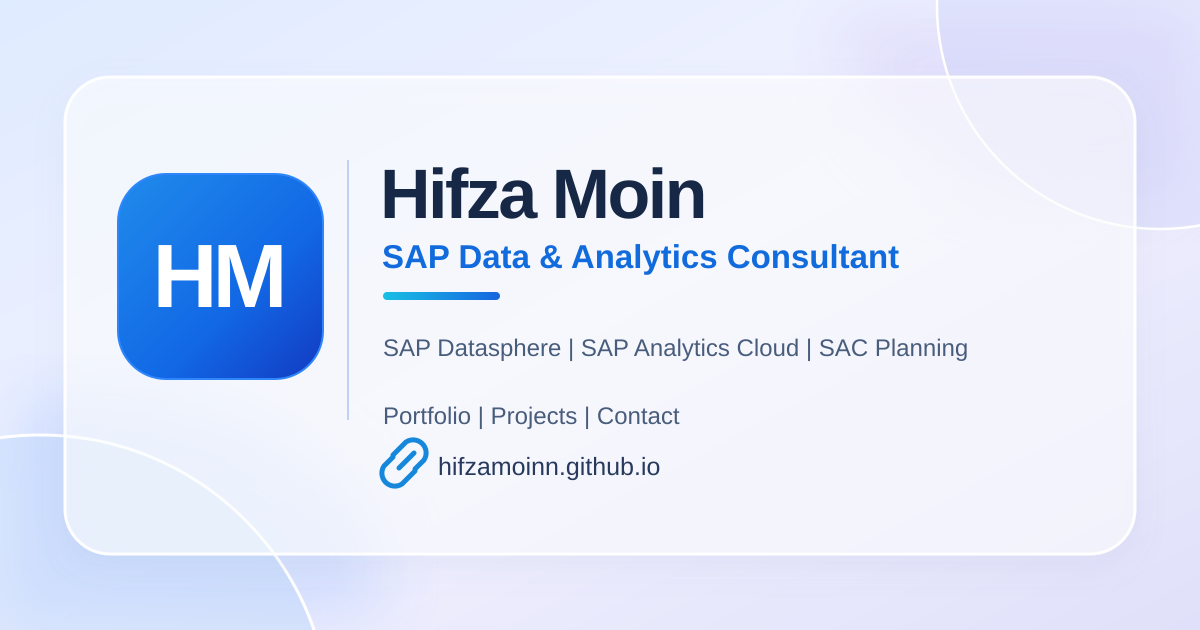 HM
Hifza Moin
SAP Data & Analytics Consultant
SAP Datasphere | SAP Analytics Cloud | SAC Planning
Portfolio | Projects | Contact
hifzamoinn.github.io